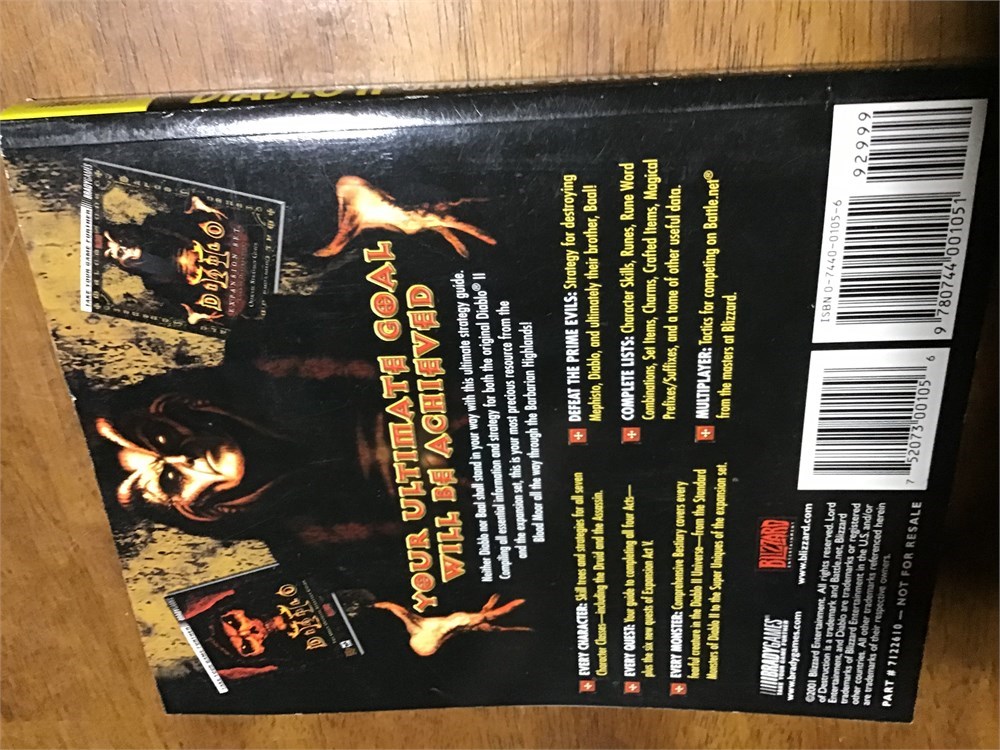 DIABLO II
TAKE YOUR GAME FURTHER BRADYGAMES
DIABLO
EXPANSION SET
DIABLO
YOUR ULTIMATE GOAL
WILL BE ACHIEVED
Neither Diablo nor Baal shall stand in your way with this ultimate strategy guide.
Compiling all essential information and strategy for both the original Diablo® II
and the expansion set, this is your most precious resource from the
Blood Moor all the way through the Barbarian Highlands!
EVERY CHARACTER: Skill trees and strategies for all seven
Character Classes—including the Druid and the Assassin.
EVERY QUEST: Your guide to completing all four Acts—
plus the six new quests of Expansion Act V.
EVERY MONSTER: Comprehensive Bestiary covers every
fearful creature in the Diablo II Universe—from the Standard
Monsters of Diablo II to the Super Uniques of the expansion set.
DEFEAT THE PRIME EVILS: Strategy for destroying
Mephisto, Diablo, and ultimately their brother, Baal!
COMPLETE LISTS: Character Skills, Runes, Rune Word
Combinations, Set Items, Charms, Crafted Items, Magical
Prefixes/Suffixes, and a tome of other useful data.
MULTIPLAYER: Tactics for competing on Battle.net®
from the masters at Blizzard.
BRADYGAMES
TAKE YOUR GAME FURTHER
www.bradygames.com
BLIZZARD
ENTERTAINMENT
www.blizzard.com
©2001 Blizzard Entertainment. All rights reserved. Lord
of Destruction is a trademark and Battle.net, Blizzard
Entertainment, and Diablo are trademarks or registered
trademarks of Blizzard Entertainment in the U.S. and/or
other countries. All other trademarks referenced herein
are trademarks of their respective owners.
PART # 7122610 — NOT FOR RESALE
7 52073 00105 6
ISBN 0-7440-0105-6
9 780744 001051
92999